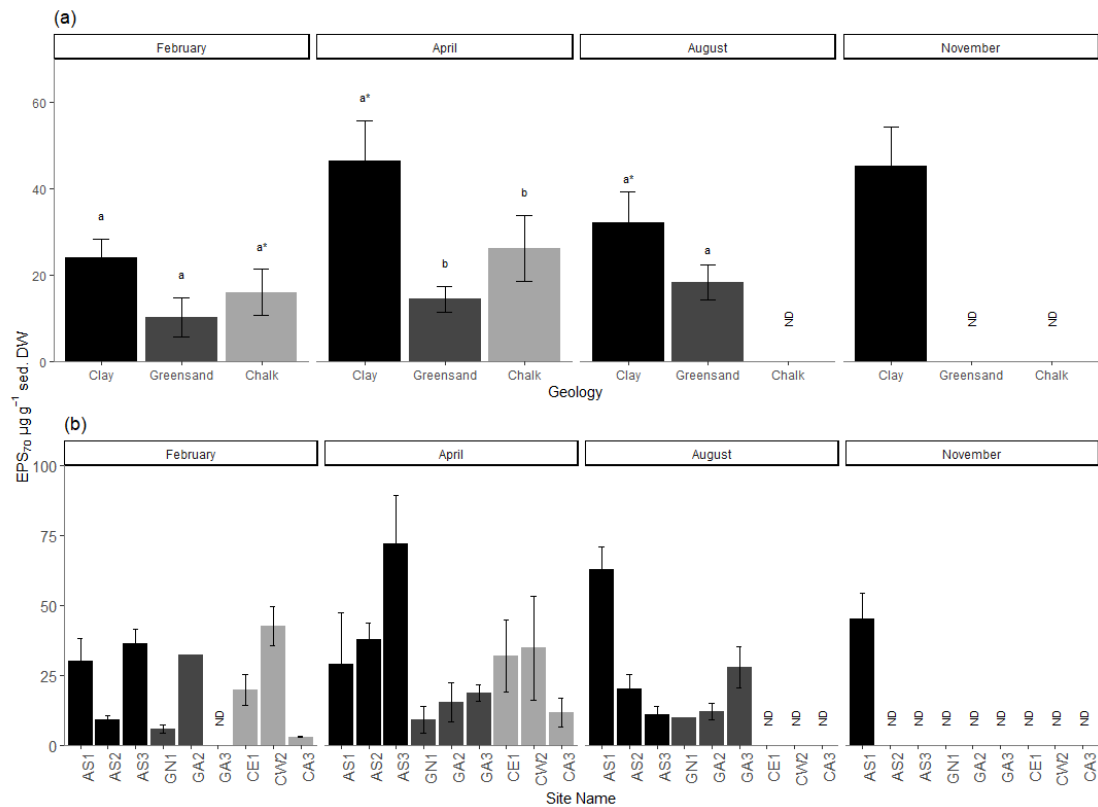 (a)
February April August November
60
40
20
0
a a a*
a* b b
a* a ND
ND ND
Clay Greensand Chalk Clay Greensand Chalk Clay Greensand Chalk Clay Greensand Chalk
Geology
EPS₇₀ µg g⁻¹ sed. DW
(b)
February April August November
100
75
50
25
0
ND
ND ND ND
ND ND ND ND ND ND ND ND
AS1 AS2 AS3 GN1 GA2 GA3 CE1 CW2 CA3 AS1 AS2 AS3 GN1 GA2 GA3 CE1 CW2 CA3 AS1 AS2 AS3 GN1 GA2 GA3 CE1 CW2 CA3 AS1 AS2 AS3 GN1 GA2 GA3 CE1 CW2 CA3
Site Name